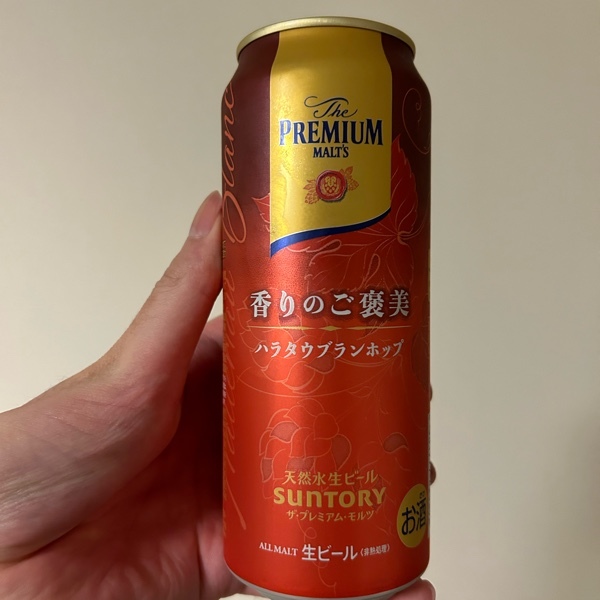 The
PREMIUM
MALT'S
香りのご褒美
ハラタウブランホップ
天然水生ビール
SUNTORY
ザ・プレミアム・モルツ
お酒
ALL MALT 生ビール〈非熱処理〉
Blanc